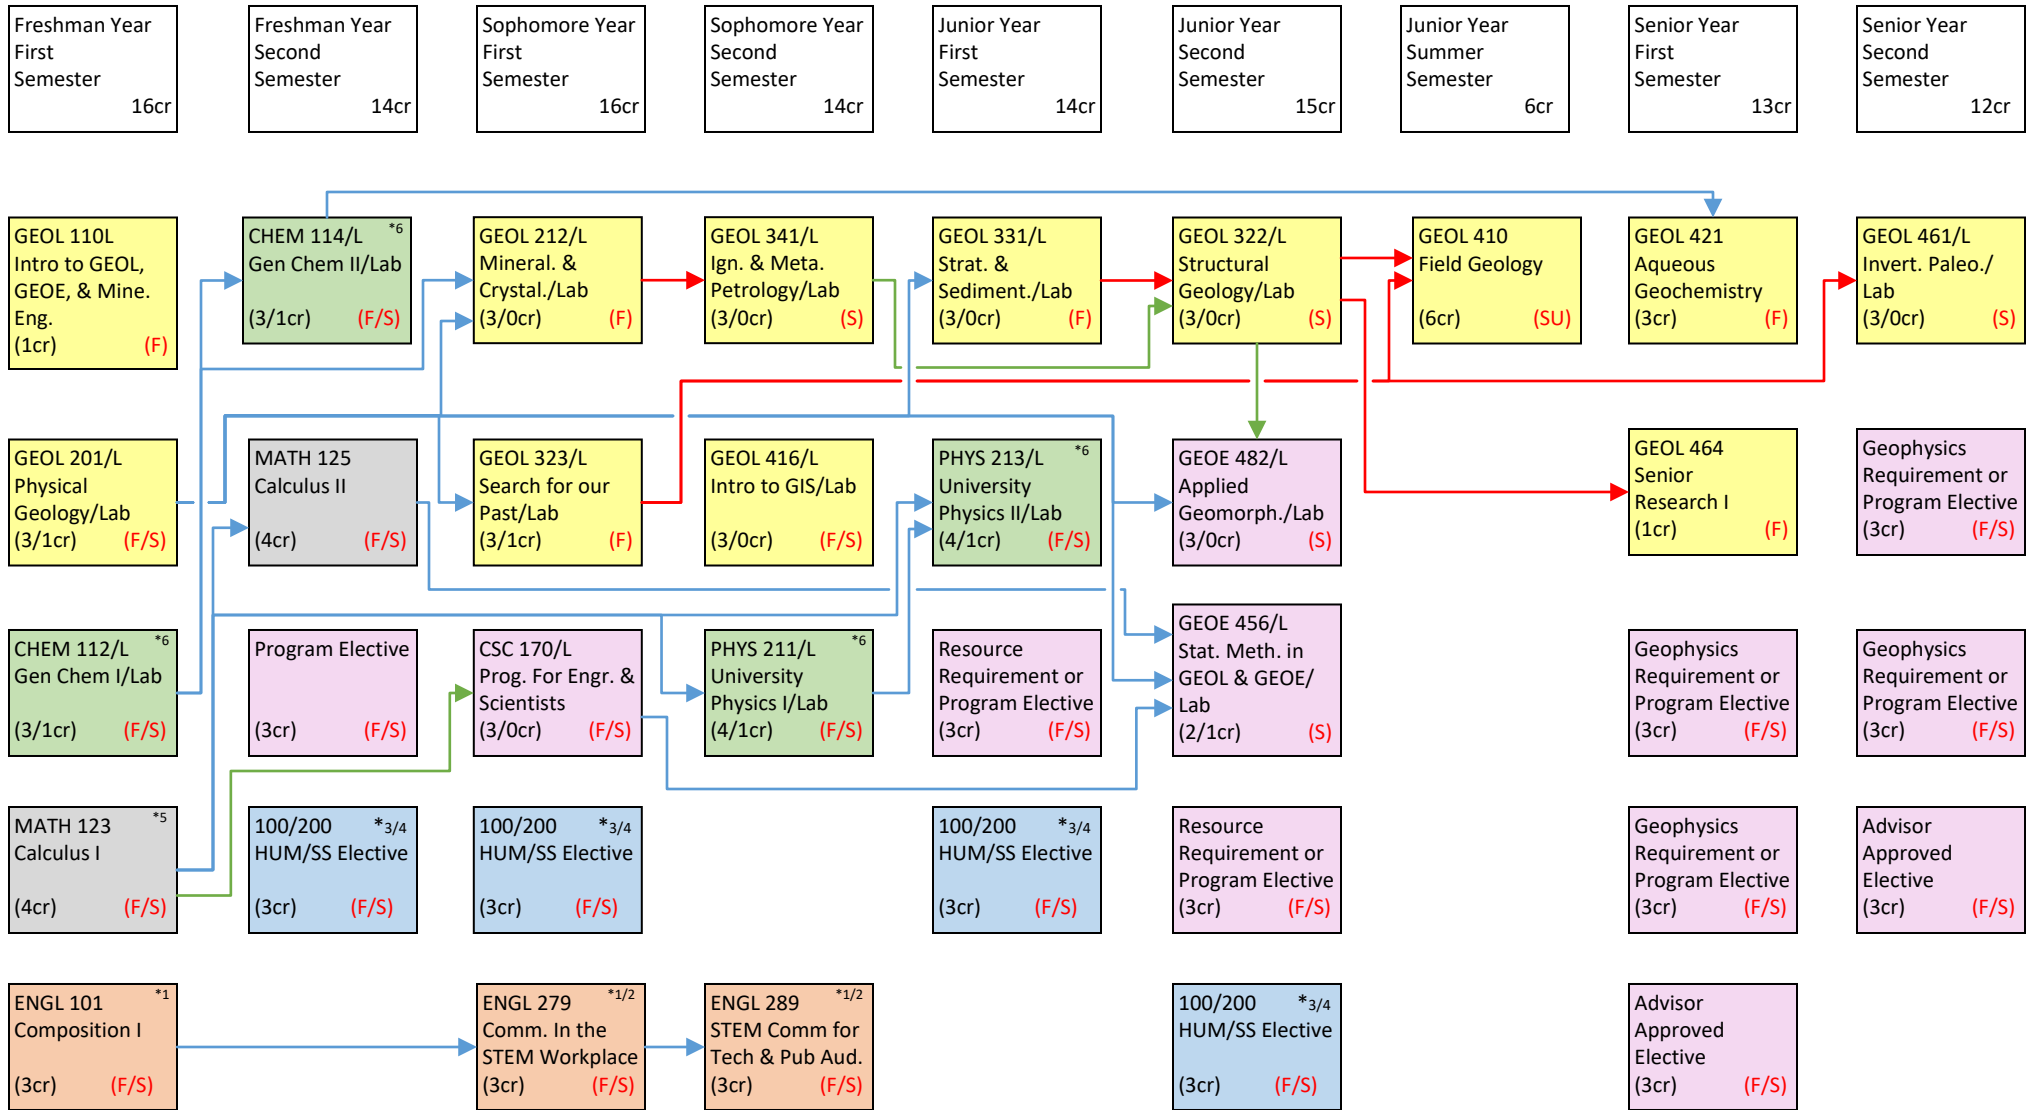 Freshman Year
First
Semester
16cr
Freshman Year
Second
Semester
14cr
Sophomore Year
First
Semester
16cr
Sophomore Year
Second
Semester
14cr
Junior Year
First
Semester
14cr
Junior Year
Second
Semester
15cr
Junior Year
Summer
Semester
6cr
Senior Year
First
Semester
13cr
Senior Year
Second
Semester
12cr
GEOL 110L
Intro to GEOL,
GEOE, & Mine.
Eng.
(1cr) (F)
CHEM 114/L *6
Gen Chem II/Lab
(3/1cr) (F/S)
GEOL 212/L
Mineral. &
Crystal./Lab
(3/0cr) (F)
GEOL 341/L
Ign. & Meta.
Petrology/Lab
(3/0cr) (S)
GEOL 331/L
Strat. &
Sediment./Lab
(3/0cr) (F)
GEOL 322/L
Structural
Geology/Lab
(3/0cr) (S)
GEOL 410
Field Geology
(6cr) (SU)
GEOL 421
Aqueous
Geochemistry
(3cr) (F)
GEOL 461/L
Invert. Paleo./
Lab
(3/0cr) (S)
GEOL 201/L
Physical
Geology/Lab
(3/1cr) (F/S)
MATH 125
Calculus II
(4cr) (F/S)
GEOL 323/L
Search for our
Past/Lab
(3/1cr) (F)
GEOL 416/L
Intro to GIS/Lab
(3/0cr) (F/S)
PHYS 213/L *6
University
Physics II/Lab
(4/1cr) (F/S)
GEOE 482/L
Applied
Geomorph./Lab
(3/0cr) (S)
GEOL 464
Senior
Research I
(1cr) (F)
Geophysics
Requirement or
Program Elective
(3cr) (F/S)
CHEM 112/L *6
Gen Chem I/Lab
(3/1cr) (F/S)
Program Elective
(3cr) (F/S)
CSC 170/L
Prog. For Engr. &
Scientists
(3/0cr) (F/S)
PHYS 211/L *6
University
Physics I/Lab
(4/1cr) (F/S)
Resource
Requirement or
Program Elective
(3cr) (F/S)
GEOE 456/L
Stat. Meth. in
GEOL & GEOE/
Lab
(2/1cr) (S)
Geophysics
Requirement or
Program Elective
(3cr) (F/S)
Geophysics
Requirement or
Program Elective
(3cr) (F/S)
MATH 123 *5
Calculus I
(4cr) (F/S)
100/200 *3/4
HUM/SS Elective
(3cr) (F/S)
100/200 *3/4
HUM/SS Elective
(3cr) (F/S)
100/200 *3/4
HUM/SS Elective
(3cr) (F/S)
Resource
Requirement or
Program Elective
(3cr) (F/S)
Geophysics
Requirement or
Program Elective
(3cr) (F/S)
Advisor
Approved
Elective
(3cr) (F/S)
ENGL 101 *1
Composition I
(3cr) (F/S)
ENGL 279 *1/2
Comm. In the
STEM Workplace
(3cr) (F/S)
ENGL 289 *1/2
STEM Comm for
Tech & Pub Aud.
(3cr) (F/S)
100/200 *3/4
HUM/SS Elective
(3cr) (F/S)
Advisor
Approved
Elective
(3cr) (F/S)